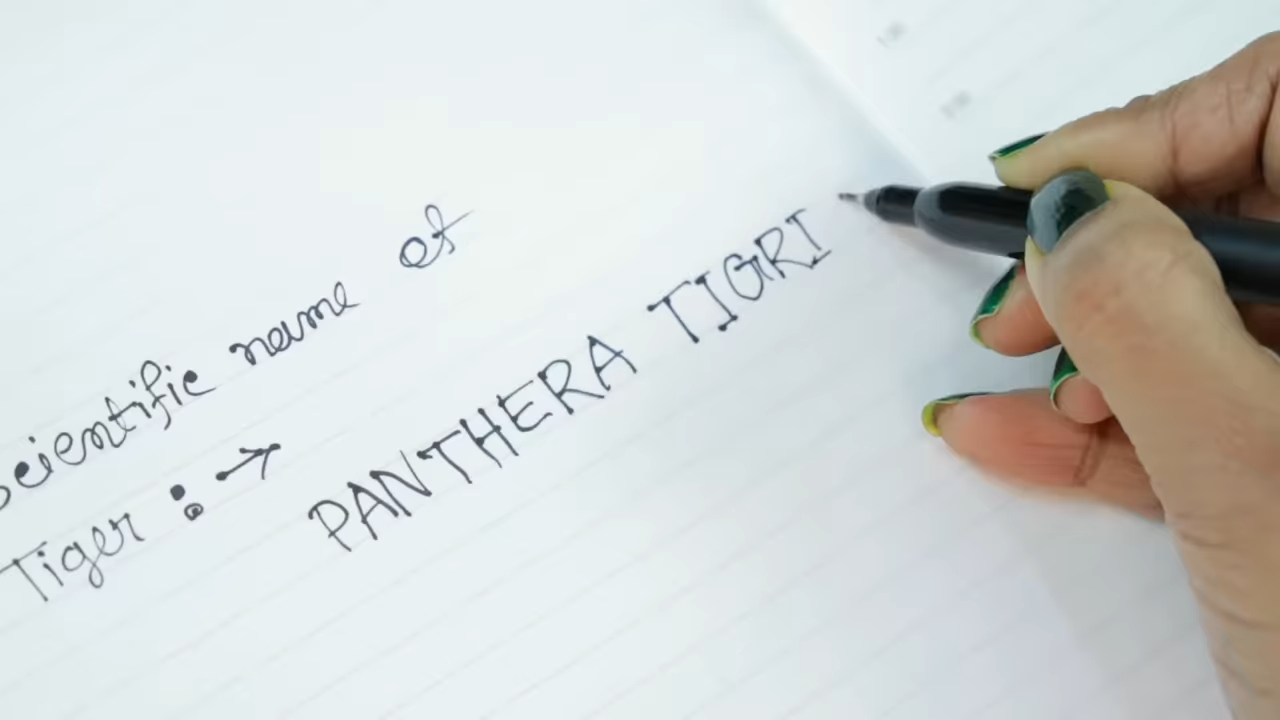 Scientific name of
Tiger : →
PANTHERA TIGRI